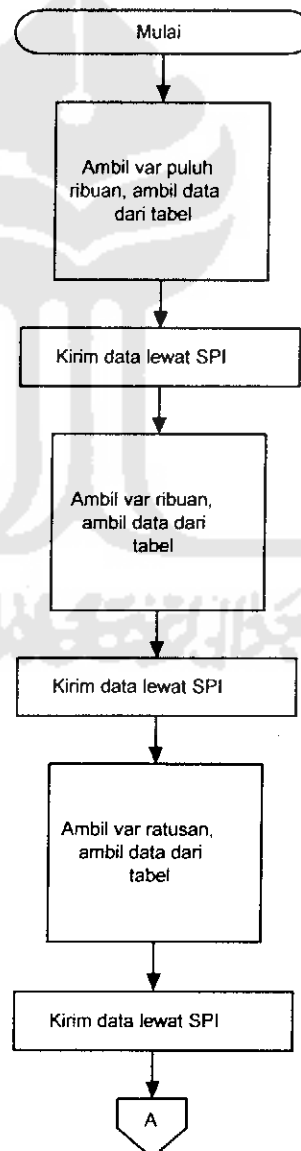 Mulai
Ambil var puluh
ribuan, ambil data
dari tabel
Kirim data lewat SPI
Ambil var ribuan,
ambil data dari
tabel
Kirim data lewat SPI
Ambil var ratusan,
ambil data dari
tabel
Kirim data lewat SPI
A